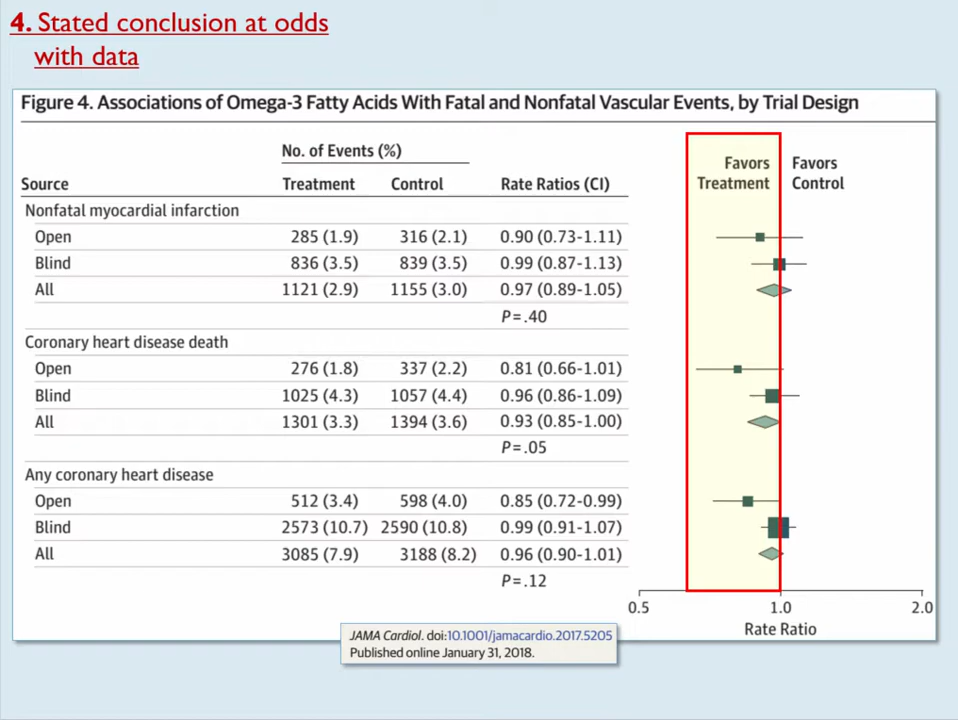 4. Stated conclusion at odds
with data
Figure 4. Associations of Omega-3 Fatty Acids With Fatal and Nonfatal Vascular Events, by Trial Design
No. of Events (%)
Favors Favors
Source Treatment Control Rate Ratios (CI) Treatment Control
Nonfatal myocardial infarction
Open 285 (1.9) 316 (2.1) 0.90 (0.73-1.11)
Blind 836 (3.5) 839 (3.5) 0.99 (0.87-1.13)
All 1121 (2.9) 1155 (3.0) 0.97 (0.89-1.05)
P = .40
Coronary heart disease death
Open 276 (1.8) 337 (2.2) 0.81 (0.66-1.01)
Blind 1025 (4.3) 1057 (4.4) 0.96 (0.86-1.09)
All 1301 (3.3) 1394 (3.6) 0.93 (0.85-1.00)
P = .05
Any coronary heart disease
Open 512 (3.4) 598 (4.0) 0.85 (0.72-0.99)
Blind 2573 (10.7) 2590 (10.8) 0.99 (0.91-1.07)
All 3085 (7.9) 3188 (8.2) 0.96 (0.90-1.01)
P = .12
0.5 1.0 2.0
Rate Ratio
JAMA Cardiol. doi:10.1001/jamacardio.2017.5205
Published online January 31, 2018.